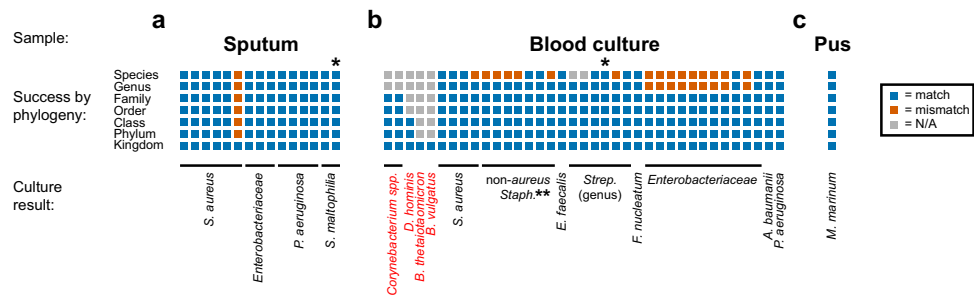 a
b
c
Sample:
Sputum
Blood culture
Pus
*
*
Success by
phylogeny:
Species
Genus
Family
Order
Class
Phylum
Kingdom
= match
= mismatch
= N/A
Culture
result:
S. aureus
Enterobacteriaceae
P. aeruginosa
S. maltophilia
Corynebacterium spp.
D. hominis
B. thetaiotaomicron
B. vulgatus
S. aureus
non-aureus
Staph.**
E. faecalis
Strep.
(genus)
F. nucleatum
Enterobacteriaceae
A. baumanii
P. aeruginosa
M. marinum